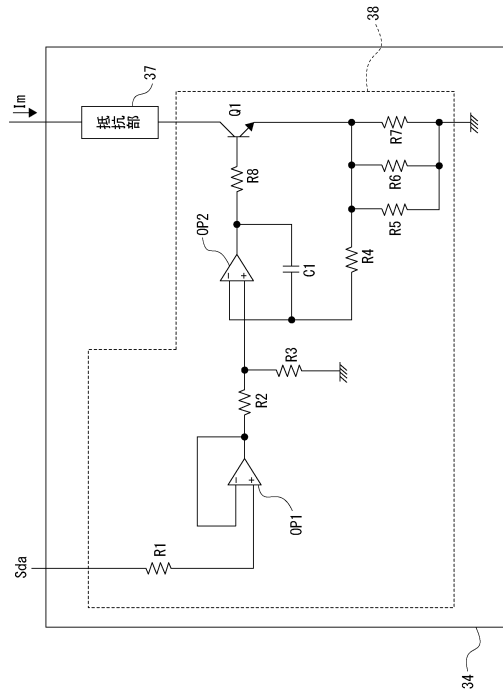 Im
抵抗部
37
38
Q1
R8
OP2
C1
R4
R5
R6
R7
R3
R2
OP1
R1
Sda
34
−
+
−
+